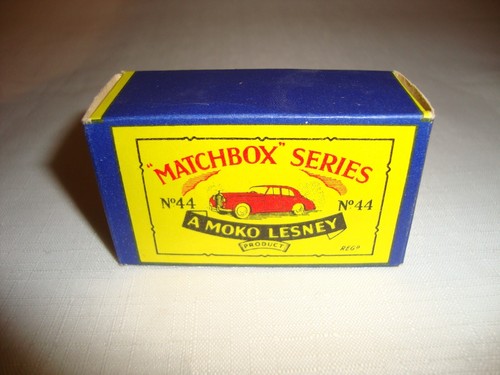 "MATCHBOX" SERIES
No44 No44
A MOKO LESNEY
PRODUCT
REGD